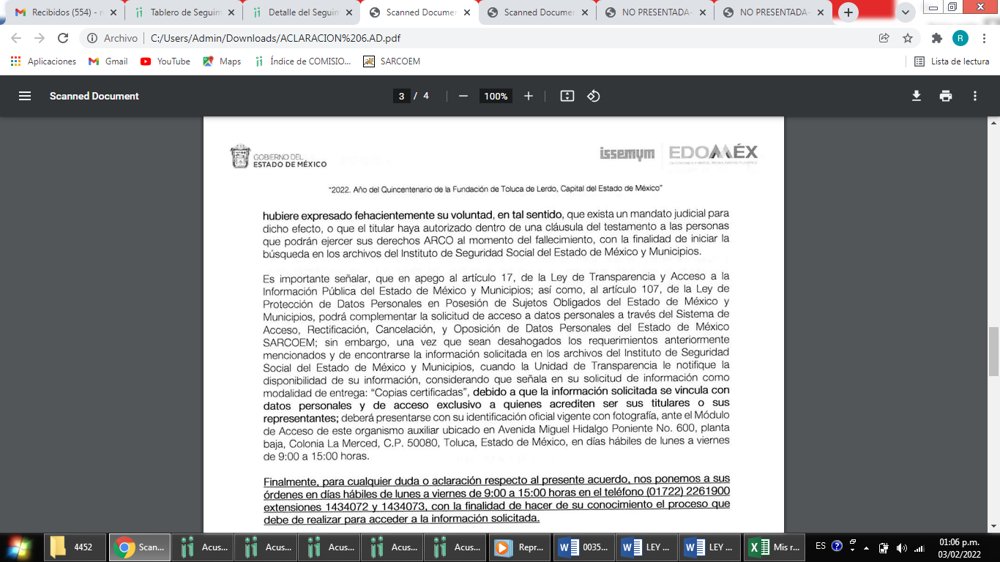 Recibidos (554) - n
Tablero de Seguim
Detalle del Seguim
Scanned Documen
Scanned Documen
NO PRESENTADA-
NO PRESENTADA-
Archivo C:/Users/Admin/Downloads/ACLARACION%206.AD.pdf
R
Aplicaciones Gmail YouTube Maps Índice de COMISIO... SARCOEM Lista de lectura
Scanned Document 3 / 4 100%
GOBIERNO DEL
ESTADO DE MÉXICO
issemym EDOMÉX
"2022. Año del Quincentenario de la Fundación de Toluca de Lerdo, Capital del Estado de México"
hubiere expresado fehacientemente su voluntad, en tal sentido, que exista un mandato judicial para
dicho efecto, o que el titular haya autorizado dentro de una cláusula del testamento a las personas
que podrán ejercer sus derechos ARCO al momento del fallecimiento, con la finalidad de iniciar la
búsqueda en los archivos del Instituto de Seguridad Social del Estado de México y Municipios.
Es importante señalar, que en apego al artículo 17, de la Ley de Transparencia y Acceso a la
Información Pública del Estado de México y Municipios; así como, al artículo 107, de la Ley de
Protección de Datos Personales en Posesión de Sujetos Obligados del Estado de México y
Municipios, podrá complementar la solicitud de acceso a datos personales a través del Sistema de
Acceso, Rectificación, Cancelación, y Oposición de Datos Personales del Estado de México
SARCOEM; sin embargo, una vez que sean desahogados los requerimientos anteriormente
mencionados y de encontrarse la información solicitada en los archivos del Instituto de Seguridad
Social del Estado de México y Municipios, cuando la Unidad de Transparencia le notifique la
disponibilidad de su información, considerando que señala en su solicitud de información como
modalidad de entrega: "Copias certificadas", debido a que la información solicitada se vincula con
datos personales y de acceso exclusivo a quienes acrediten ser sus titulares o sus
representantes; deberá presentarse con su identificación oficial vigente con fotografía, ante el Módulo
de Acceso de este organismo auxiliar ubicado en Avenida Miguel Hidalgo Poniente No. 600, planta
baja, Colonia La Merced, C.P. 50080, Toluca, Estado de México, en días hábiles de lunes a viernes
de 9:00 a 15:00 horas.
Finalmente, para cualquier duda o aclaración respecto al presente acuerdo, nos ponemos a sus
órdenes en días hábiles de lunes a viernes de 9:00 a 15:00 horas en el teléfono (01722) 2261900
extensiones 1434072 y 1434073, con la finalidad de hacer de su conocimiento el proceso que
debe de realizar para acceder a la información solicitada.
4452 Scan... Acus... Acus... Acus... Acus... Acus... Repr... 0035... LEY ... LEY ... Mis r... ES 01:06 p.m.
03/02/2022